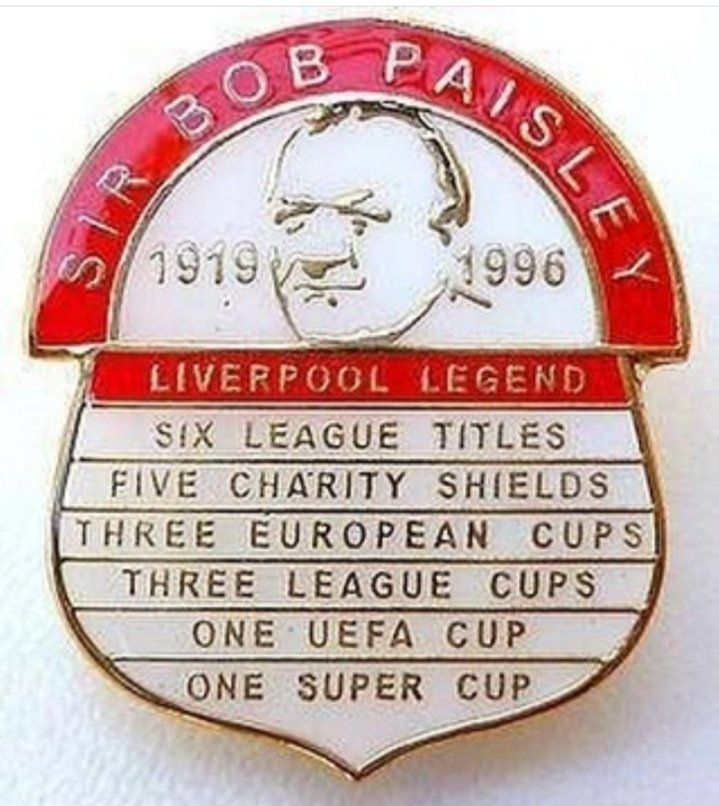 SIR BOB PAISLEY
1919 1996
LIVERPOOL LEGEND
SIX LEAGUE TITLES
FIVE CHARITY SHIELDS
THREE EUROPEAN CUPS
THREE LEAGUE CUPS
ONE UEFA CUP
ONE SUPER CUP